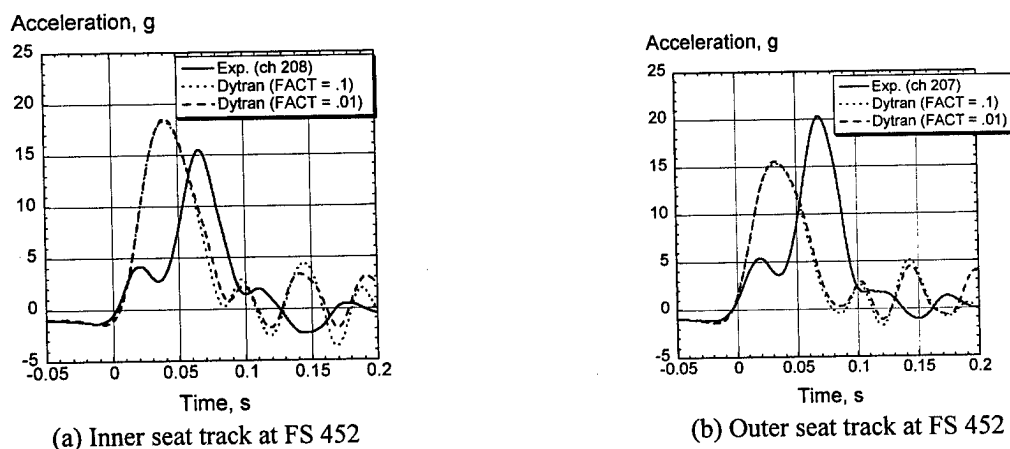 Acceleration, g
25
20
15
10
5
0
-5
-0.05
0
0.05
0.1
0.15
0.2
Exp. (ch 208)
Dytran (FACT = .1)
Dytran (FACT = .01)
Time, s
(a) Inner seat track at FS 452
Acceleration, g
25
20
15
10
5
0
-5
-0.05
0
0.05
0.1
0.15
0.2
Exp. (ch 207)
Dytran (FACT = .1)
Dytran (FACT = .01)
Time, s
(b) Outer seat track at FS 452